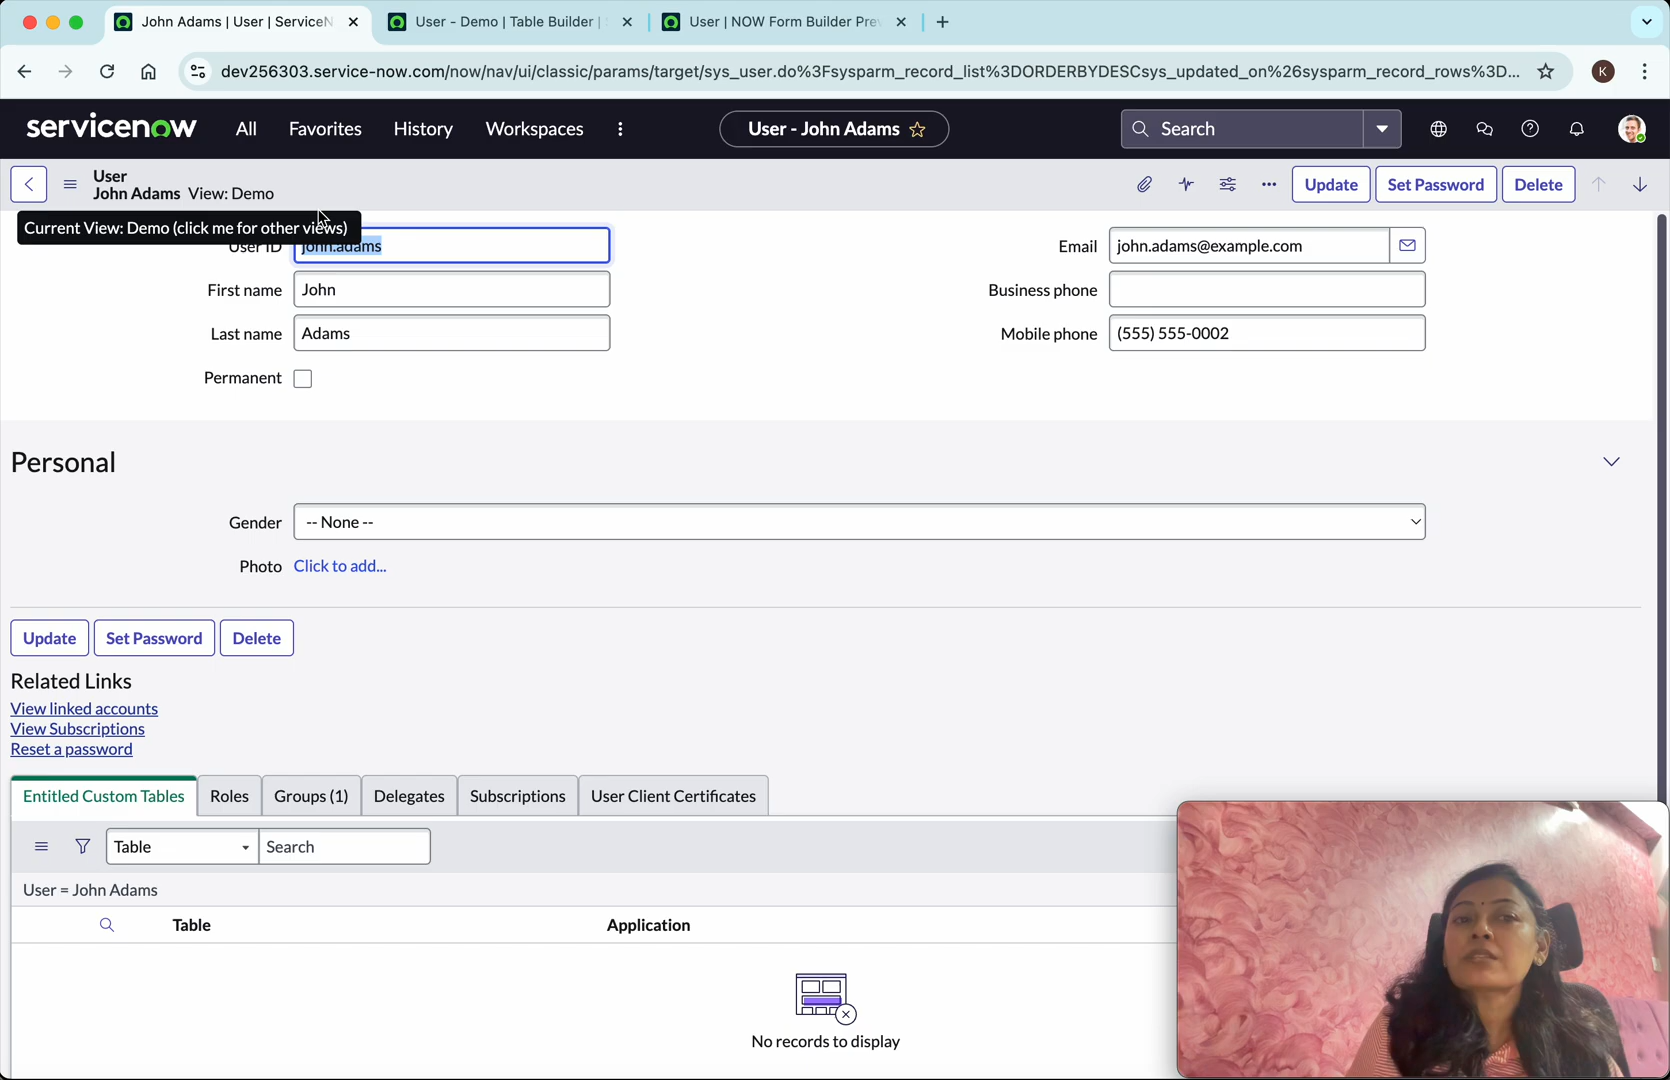 John Adams | User | ServiceN
User - Demo | Table Builder |
User | NOW Form Builder Prev
dev256303.service-now.com/now/nav/ui/classic/params/target/sys_user.do%3Fsysparm_record_list%3DORDERBYDESCsys_updated_on%26sysparm_record_rows%3D...
K
servicenow
All
Favorites
History
Workspaces
User - John Adams
Search
User
John Adams View: Demo
Update
Set Password
Delete
Current View: Demo (click me for other views)
User ID
john.adams
Email
john.adams@example.com
First name
John
Business phone
Last name
Adams
Mobile phone
(555) 555-0002
Permanent
Personal
Gender
-- None --
Photo
Click to add...
Update
Set Password
Delete
Related Links
View linked accounts
View Subscriptions
Reset a password
Entitled Custom Tables
Roles
Groups (1)
Delegates
Subscriptions
User Client Certificates
Table
Search
User = John Adams
Table
Application
No records to display